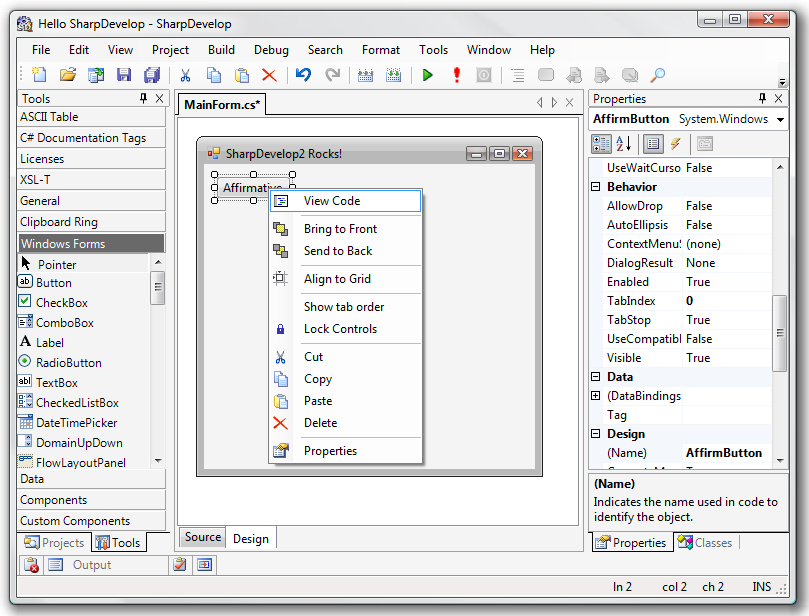 Hello SharpDevelop - SharpDevelop
File Edit View Project Build Debug Search Format Tools Window Help
Tools
ASCII Table
C# Documentation Tags
Licenses
XSL-T
General
Clipboard Ring
Windows Forms
Pointer
Button
CheckBox
ComboBox
Label
RadioButton
TextBox
CheckedListBox
DateTimePicker
DomainUpDown
FlowLayoutPanel
Data
Components
Custom Components
Projects Tools
MainForm.cs*
SharpDevelop2 Rocks!
View Code
Bring to Front
Send to Back
Align to Grid
Show tab order
Lock Controls
Cut
Copy
Paste
Delete
Properties
Source Design
Properties
AffirmButton System.Windows
UseWaitCurso False
Behavior
AllowDrop False
AutoEllipsis False
ContextMenuS (none)
DialogResult None
Enabled True
TabIndex 0
TabStop True
UseCompatibl False
Visible True
Data
(DataBindings
Tag
Design
(Name) AffirmButton
(Name)
Indicates the name used in code to
identify the object.
Properties Classes
Output
ln 2 col 2 ch 2 INS